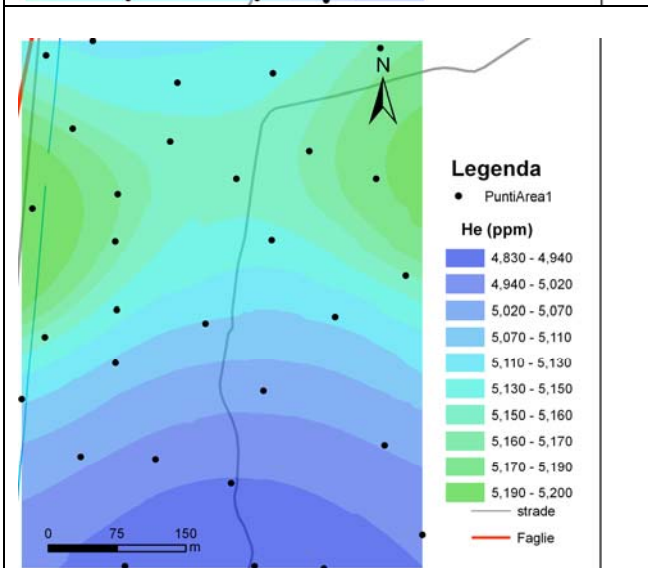 N
Legenda
PuntiArea1
He (ppm)
4,830 - 4,940
4,940 - 5,020
5,020 - 5,070
5,070 - 5,110
5,110 - 5,130
5,130 - 5,150
5,150 - 5,160
5,160 - 5,170
5,170 - 5,190
5,190 - 5,200
strade
Faglie
0 75 150
m